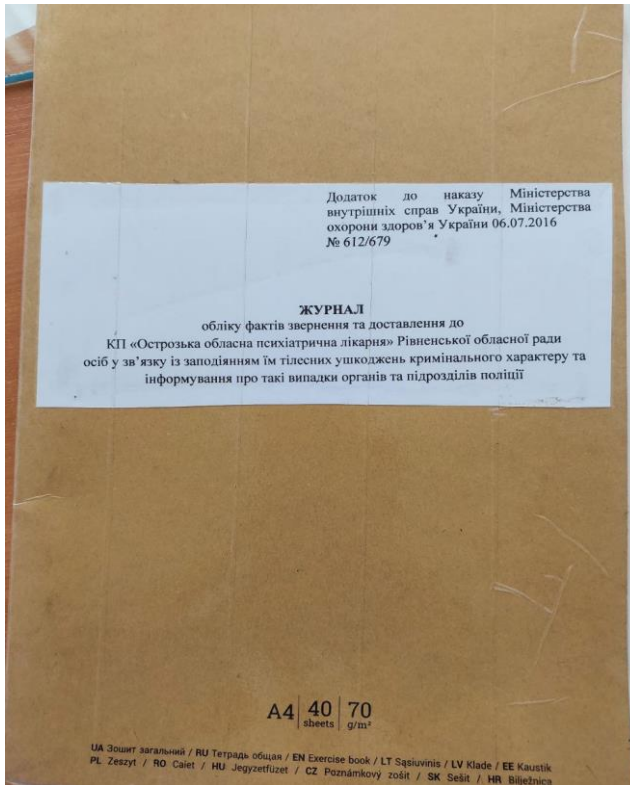 Додаток до наказу Міністерства
внутрішніх справ України, Міністерства
охорони здоров’я України 06.07.2016
№ 612/679
ЖУРНАЛ
обліку фактів звернення та доставлення до
КП «Острозька обласна психіатрична лікарня» Рівненської обласної ради
осіб у зв’язку із заподіянням їм тілесних ушкоджень кримінального характеру та
інформування про такі випадки органів та підрозділів поліції
A4 40 sheets 70 g/m²
UA Зошит загальний / RU Тетрадь общая / EN Exercise book / LT Sąsiuvinis / LV Klade / EE Kaustik
PL Zeszyt / RO Caiet / HU Jegyzetfüzet / CZ Poznámkový zošit / SK Sešit / HR Bilježnica